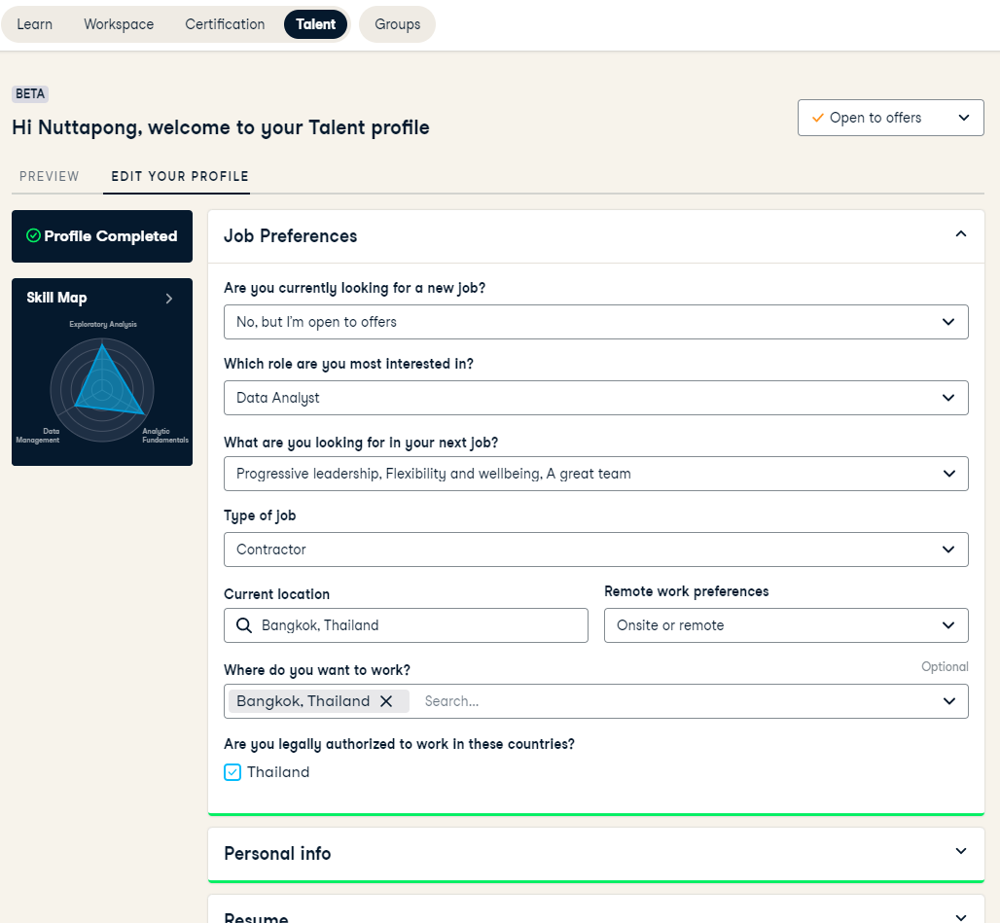 Learn Workspace Certification Talent Groups
BETA
Hi Nuttapong, welcome to your Talent profile
Open to offers
PREVIEW EDIT YOUR PROFILE
Profile Completed
Skill Map
Exploratory Analysis
Data
Management
Analytic
Fundamentals
Job Preferences
Are you currently looking for a new job?
No, but I'm open to offers
Which role are you most interested in?
Data Analyst
What are you looking for in your next job?
Progressive leadership, Flexibility and wellbeing, A great team
Type of job
Contractor
Current location
Bangkok, Thailand
Remote work preferences
Onsite or remote
Where do you want to work? Optional
Bangkok, Thailand Search...
Are you legally authorized to work in these countries?
Thailand
Personal info
Resume